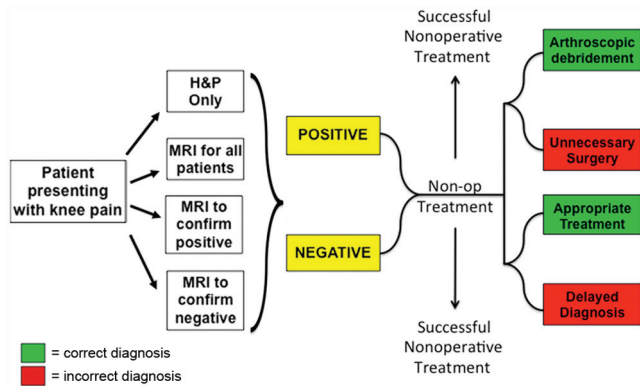 Patient
presenting
with knee pain
H&P
Only
MRI for all
patients
MRI to
confirm
positive
MRI to
confirm
negative
POSITIVE
NEGATIVE
Successful
Nonoperative
Treatment
Non-op
Treatment
Successful
Nonoperative
Treatment
Arthroscopic
debridement
Unnecessary
Surgery
Appropriate
Treatment
Delayed
Diagnosis
= correct diagnosis
= incorrect diagnosis